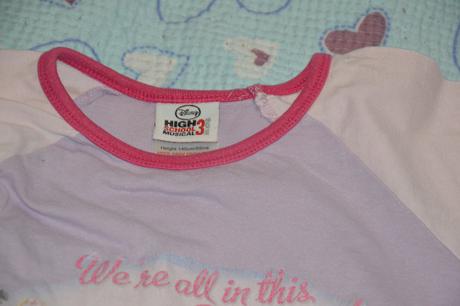 Disney
HIGH
SCHOOL
MUSICAL 3
We're all in this